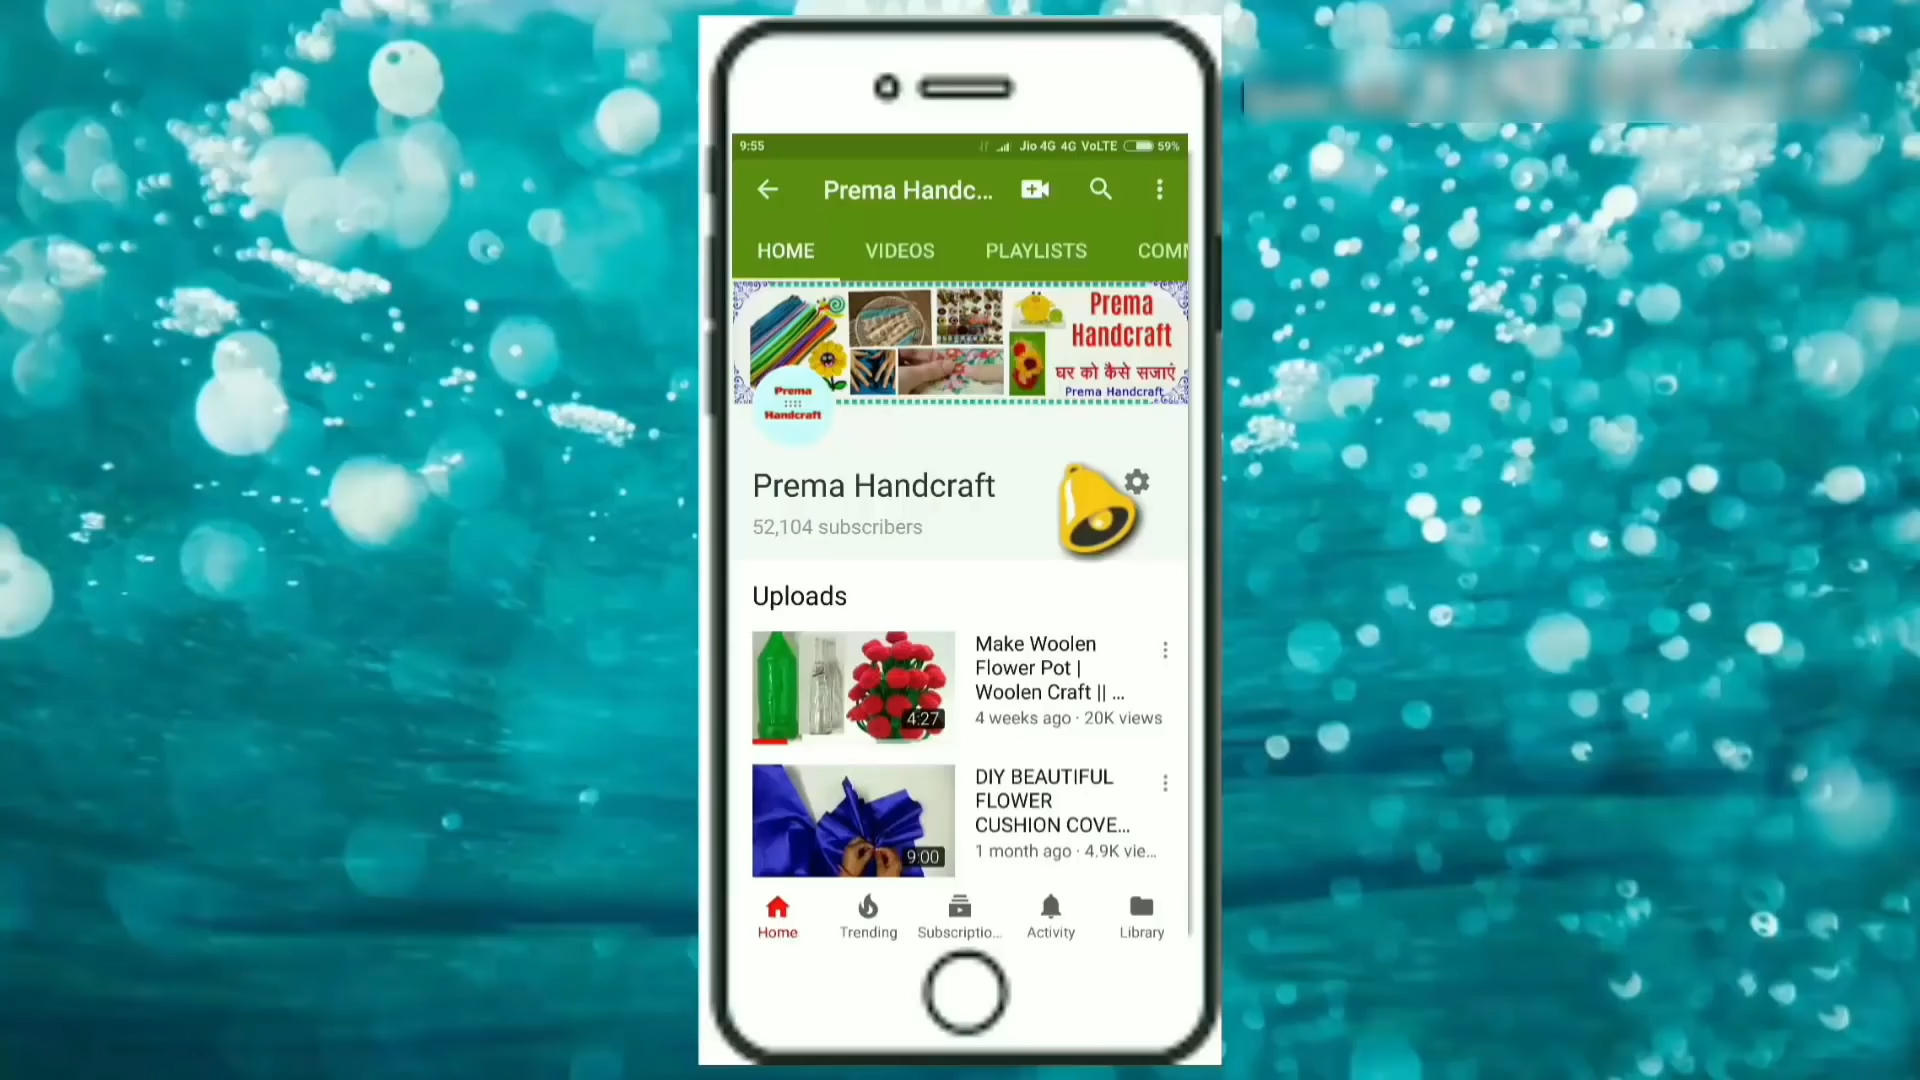 9:55
Jio 4G 4G VoLTE 59%
Prema Handc...
HOME VIDEOS PLAYLISTS COMM
Prema
Handcraft
घर को कैसे सजाएं
Prema Handcraft
Prema
::::
Handcraft
Prema Handcraft
52,104 subscribers
Uploads
Make Woolen
Flower Pot |
Woolen Craft || ...
4 weeks ago · 20K views
4:27
DIY BEAUTIFUL
FLOWER
CUSHION COVE...
1 month ago · 4.9K vie...
9:00
Home Trending Subscriptio... Activity Library